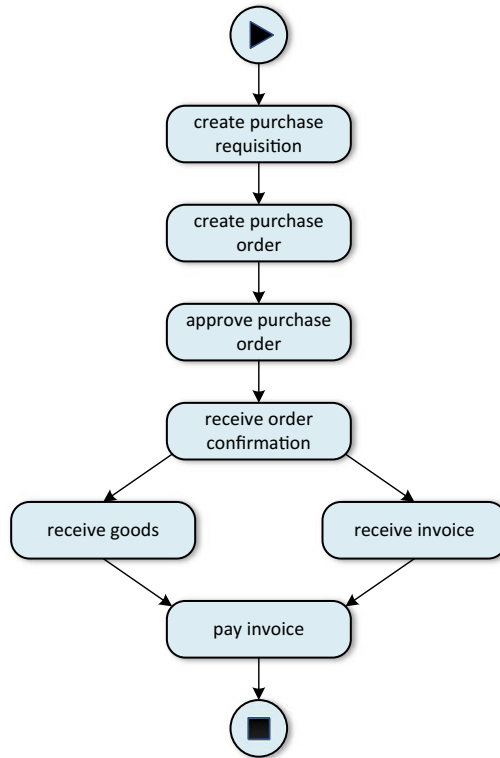 create purchase
requisition
create purchase
order
approve purchase
order
receive order
confirmation
receive goods
receive invoice
pay invoice